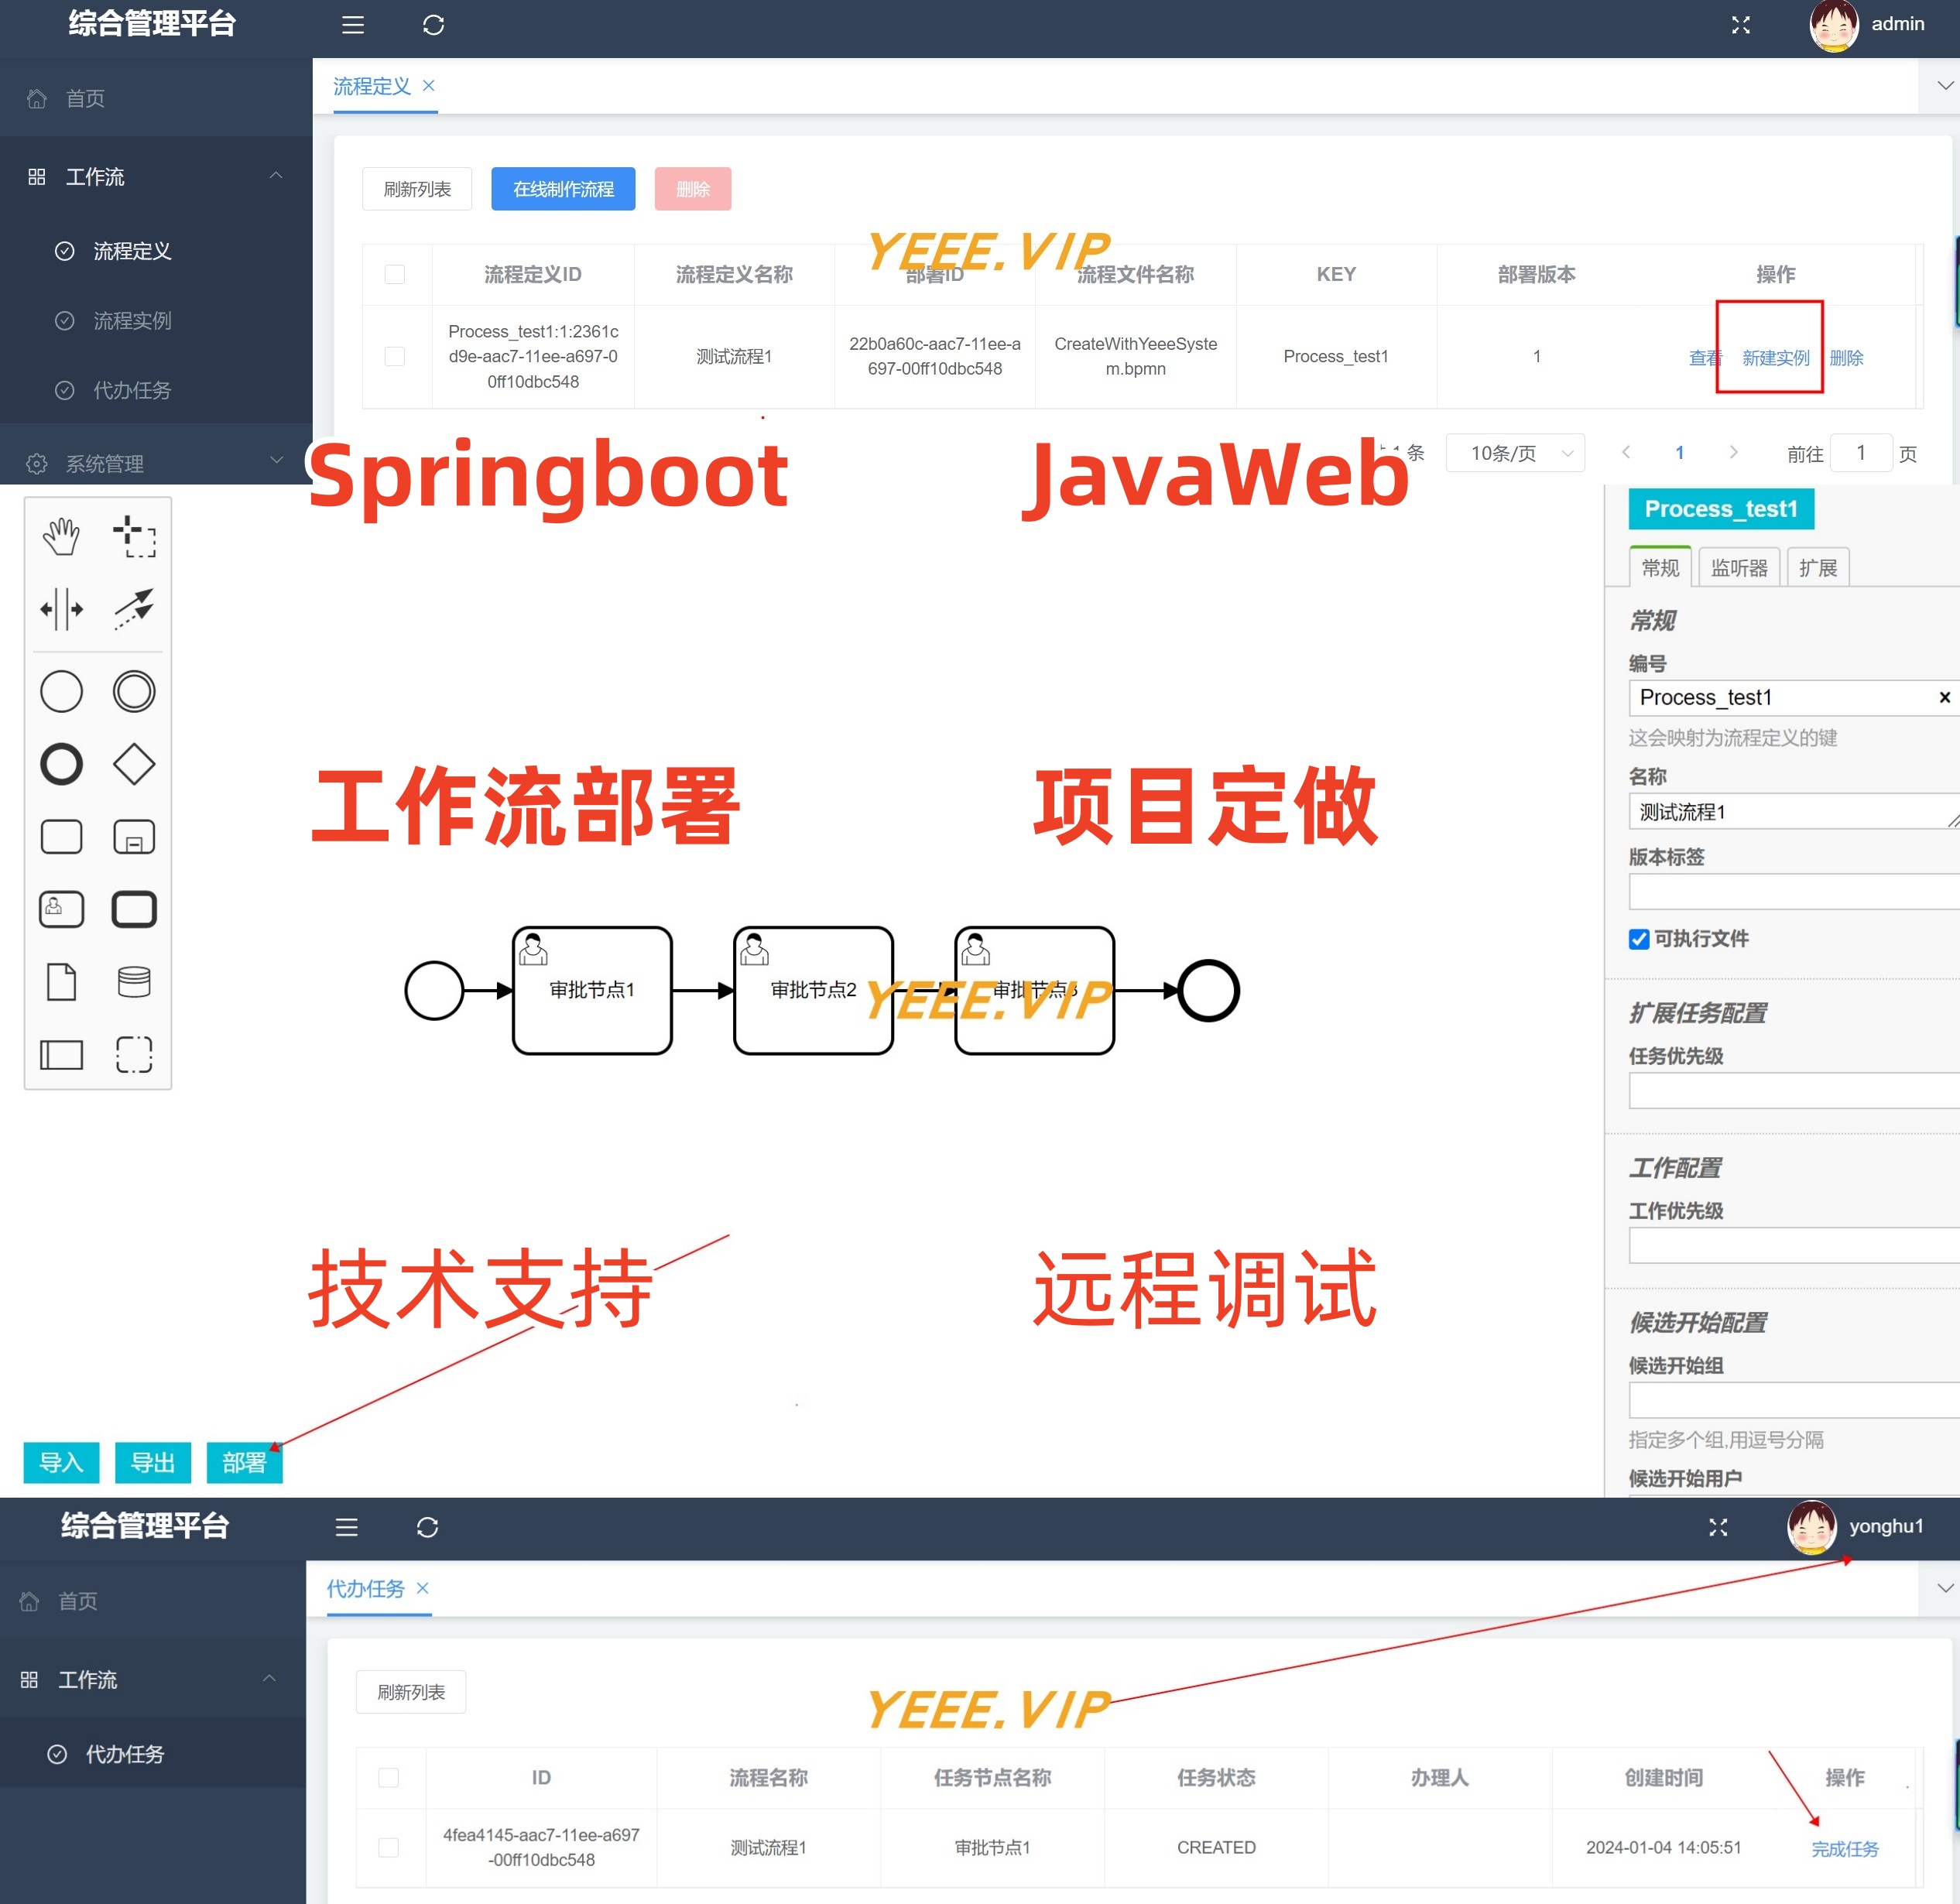 综合管理平台
admin
首页
流程定义
工作流
刷新列表
在线制作流程
删除
流程定义
YEEE.VIP
流程定义ID
流程定义名称
部署ID
流程文件名称
KEY
部署版本
操作
流程实例
Process_test1:1:2361c
d9e-aac7-11ee-a697-0
0ff10dbc548
测试流程1
22b0a60c-aac7-11ee-a
697-00ff10dbc548
CreateWithYeeeSyste
m.bpmn
Process_test1
1
查看
新建实例
删除
代办任务
系统管理
条
10条/页
1
前往
1
页
Springboot
JavaWeb
Process_test1
常规
监听器
扩展
常规
编号
Process_test1
这会映射为流程定义的键
名称
测试流程1
版本标签
可执行文件
工作流部署
项目定做
审批节点1
审批节点2
审批节点3
YEEE.VIP
扩展任务配置
任务优先级
工作配置
工作优先级
技术支持
远程调试
候选开始配置
候选开始组
指定多个组,用逗号分隔
候选开始用户
导入
导出
部署
综合管理平台
yonghu1
首页
代办任务
工作流
刷新列表
YEEE.VIP
代办任务
ID
流程名称
任务节点名称
任务状态
办理人
创建时间
操作
4fea4145-aac7-11ee-a697
-00ff10dbc548
测试流程1
审批节点1
CREATED
2024-01-04 14:05:51
完成任务